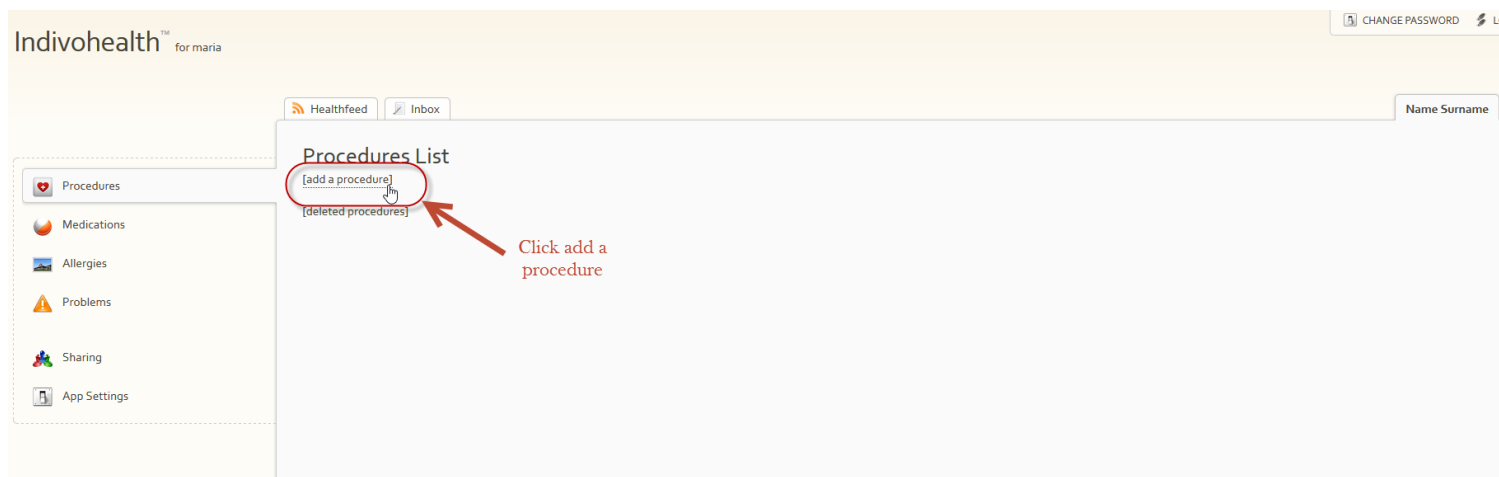 CHANGE PASSWORD
Indivohealth™ for maria
Healthfeed
Inbox
Name Surname
Procedures List
[add a procedure]
[deleted procedures]
Click add a
procedure
Procedures
Medications
Allergies
Problems
Sharing
App Settings